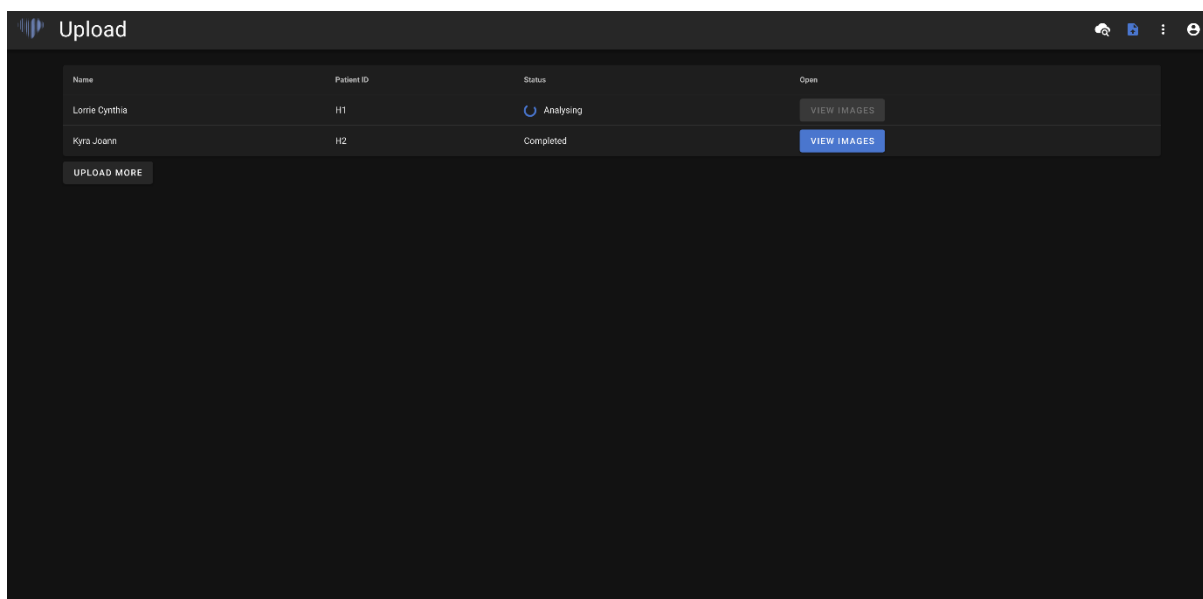 Upload
Name Patient ID Status Open
Lorrie Cynthia H1 Analysing VIEW IMAGES
Kyra Joann H2 Completed VIEW IMAGES
UPLOAD MORE